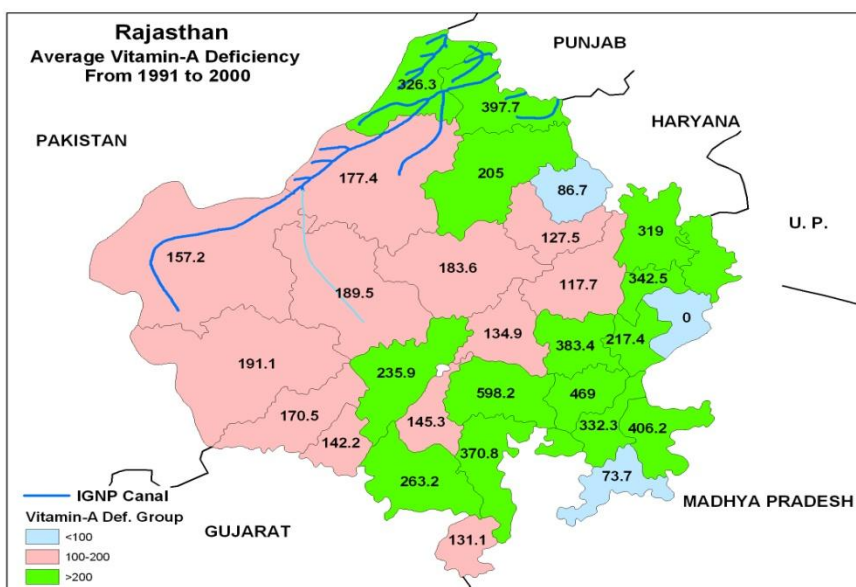 Rajasthan
Average Vitamin-A Deficiency
From 1991 to 2000
PUNJAB
PAKISTAN
HARYANA
U. P.
326.3
397.7
177.4
205
86.7
127.5
319
157.2
183.6
117.7
342.5
189.5
0
134.9
383.4
217.4
191.1
235.9
598.2
469
170.5
145.3
332.3
406.2
142.2
370.8
263.2
73.7
131.1
GUJARAT
MADHYA PRADESH
IGNP Canal
Vitamin-A Def. Group
<100
100-200
>200